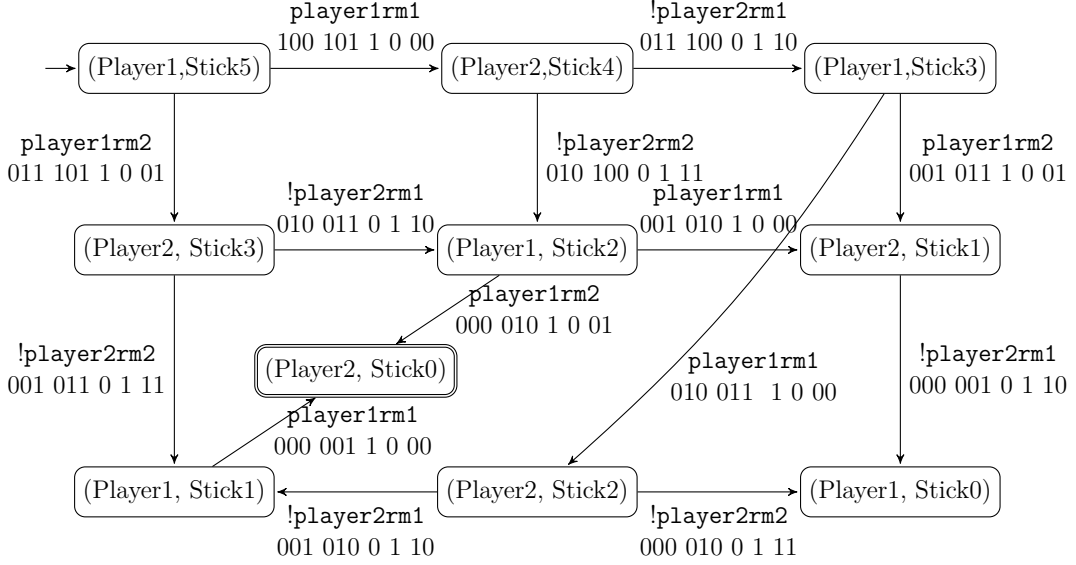 player1rm1
100 101 1 0 00
!player2rm1
011 100 0 1 10
(Player1,Stick5)
(Player2,Stick4)
(Player1,Stick3)
player1rm2
011 101 1 0 01
!player2rm2
010 100 0 1 11
player1rm2
001 011 1 0 01
!player2rm1
010 011 0 1 10
player1rm1
001 010 1 0 00
(Player2, Stick3)
(Player1, Stick2)
(Player2, Stick1)
player1rm2
000 010 1 0 01
!player2rm2
001 011 0 1 11
(Player2, Stick0)
player1rm1
010 011 1 0 00
!player2rm1
000 001 0 1 10
player1rm1
000 001 1 0 00
(Player1, Stick1)
(Player2, Stick2)
(Player1, Stick0)
!player2rm1
001 010 0 1 10
!player2rm2
000 010 0 1 11